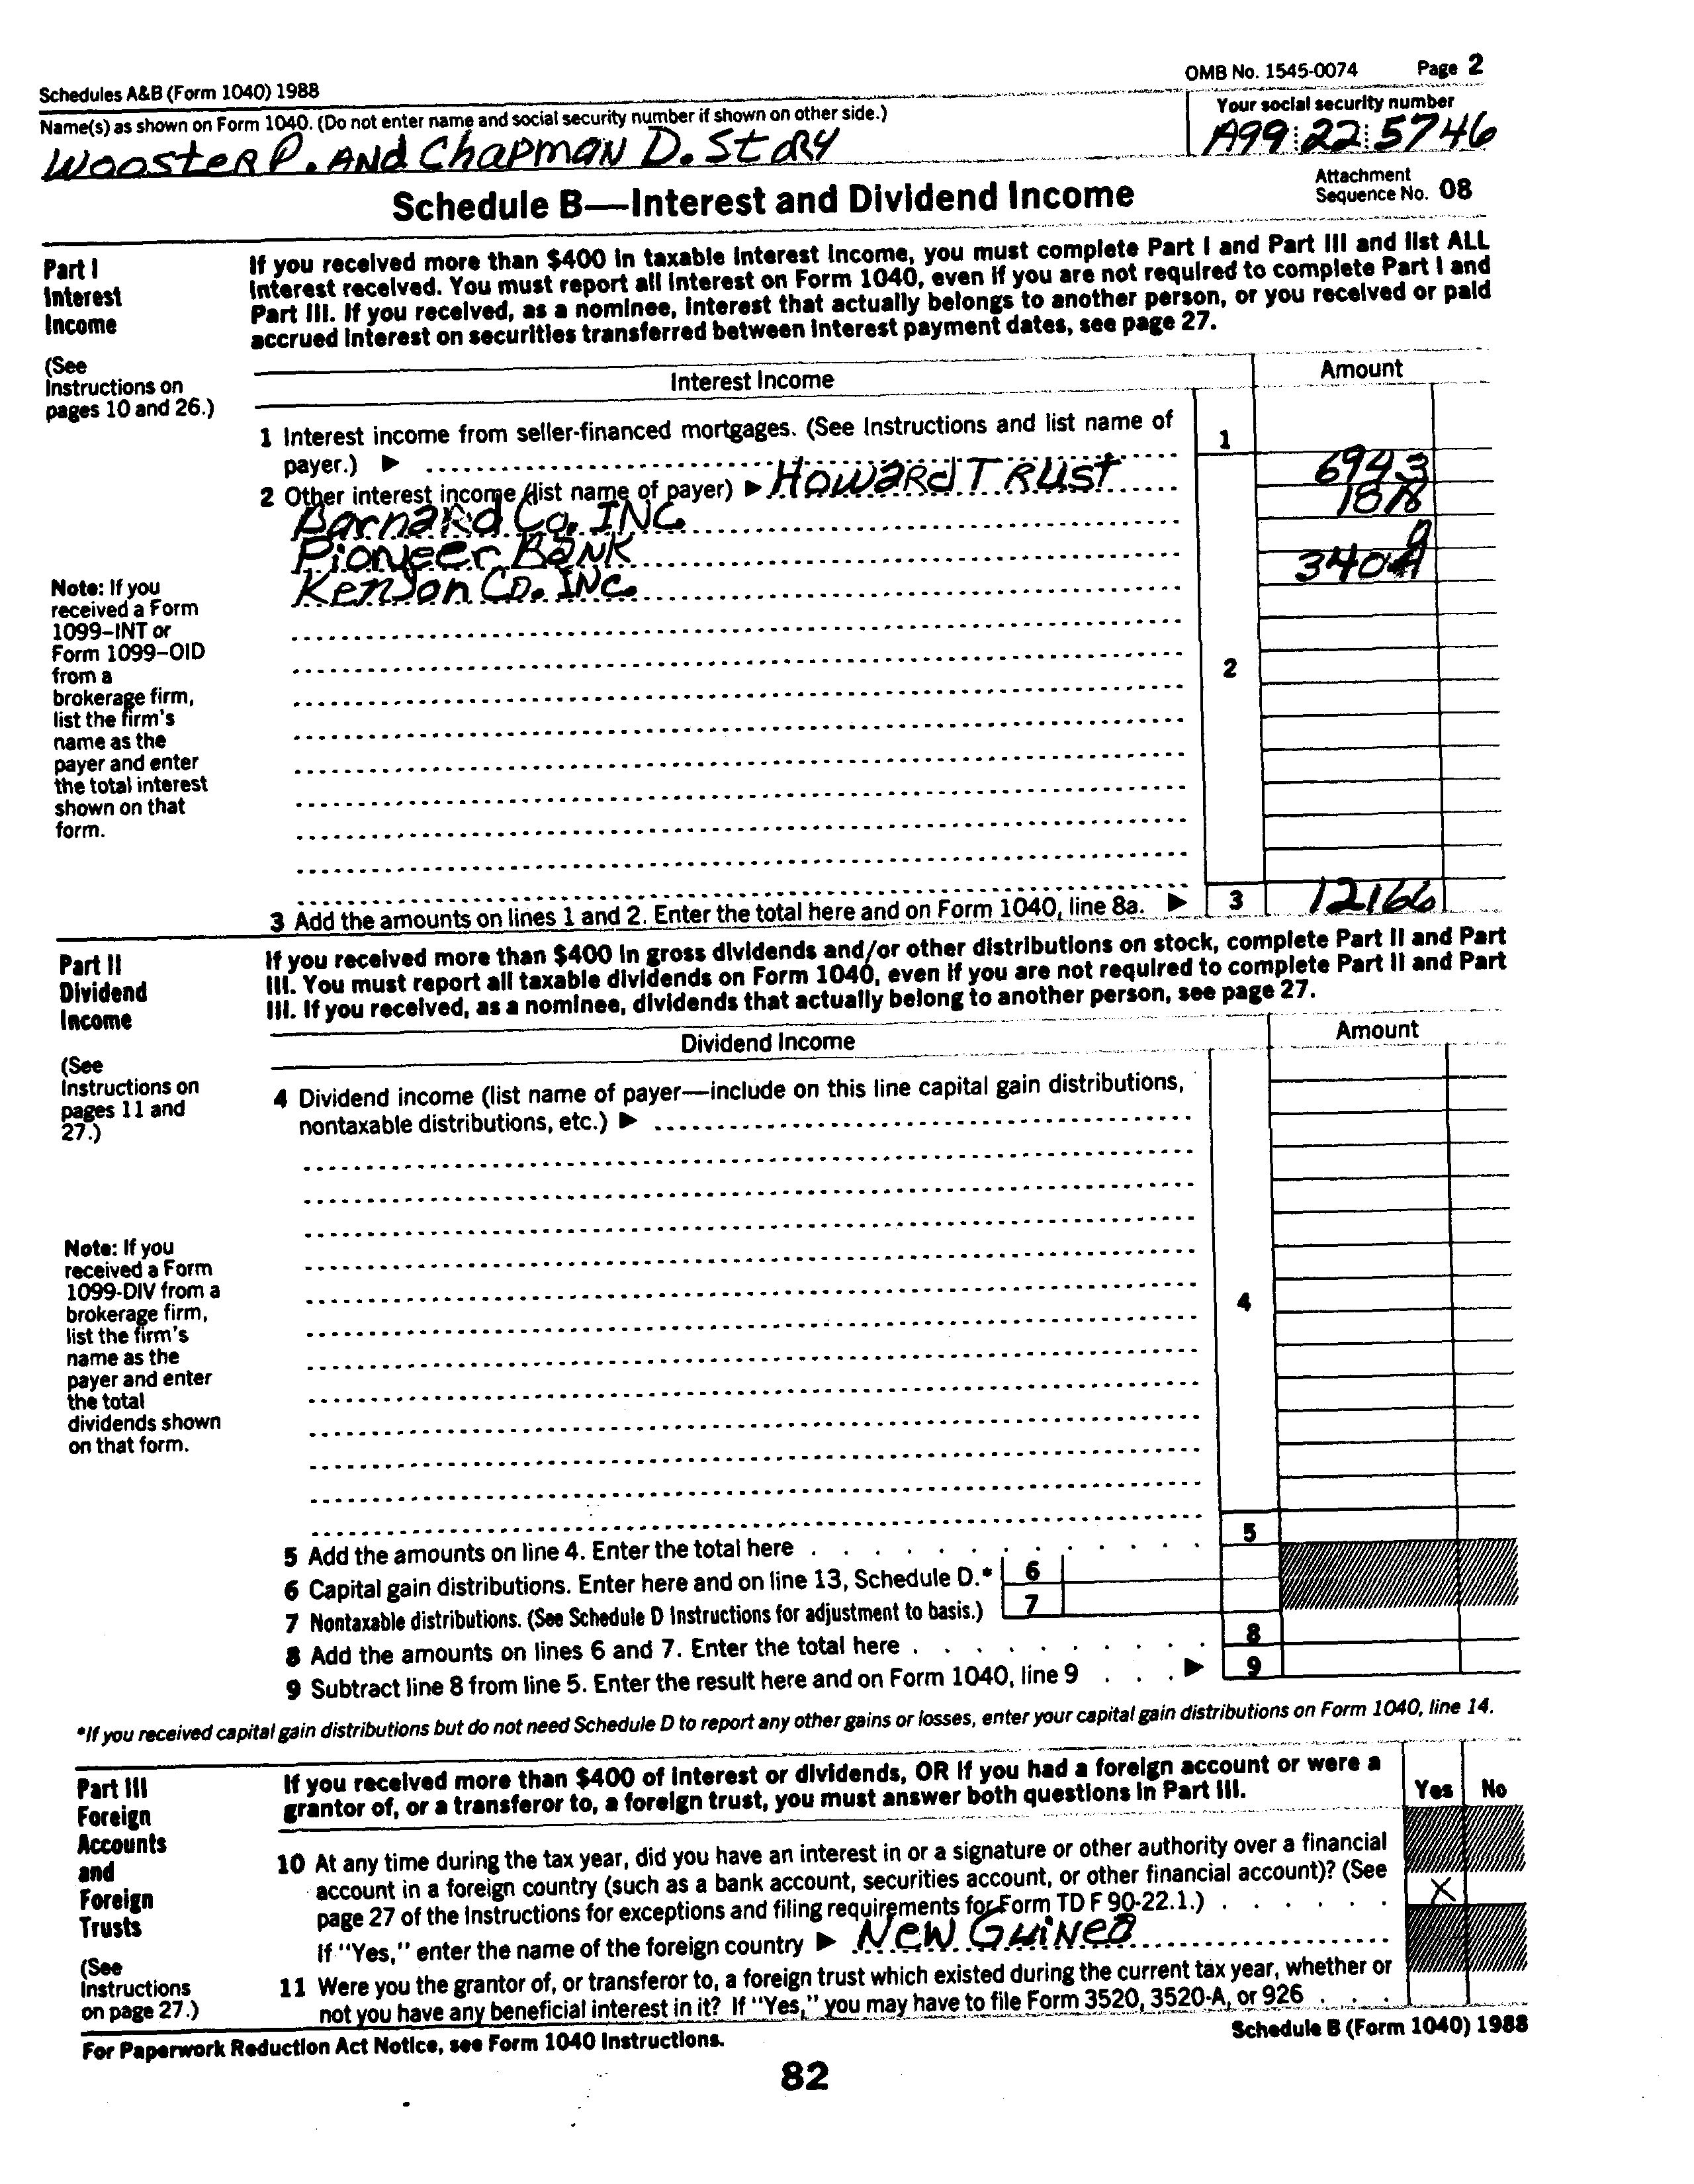 Schedules A&B (Form 1040) 1988
OMB No. 1545-0074 Page 2
Name(s) as shown on Form 1040. (Do not enter name and social security number if shown on other side.)
Your social security number
Wooster P. and Chapman D. Story
A99 22 5746
Schedule B—Interest and Dividend Income
Attachment
Sequence No. 08
Part I
Interest
Income
(See
Instructions on
pages 10 and 26.)
If you received more than $400 in taxable interest income, you must complete Part I and Part III and list ALL
interest received. You must report all interest on Form 1040, even if you are not required to complete Part I and
Part III. If you received, as a nominee, interest that actually belongs to another person, or you received or paid
accrued interest on securities transferred between interest payment dates, see page 27.
Interest Income
Amount
1 Interest income from seller-financed mortgages. (See Instructions and list name of
payer.) ▶
1
2 Other interest income (list name of payer) ▶ Howard Trust
6943
Barnard Co. Inc.
Pioneer Bank
Kenson Co. Inc.
Note: If you
received a Form
1099–INT or
Form 1099–OID
from a
brokerage firm,
list the firm's
name as the
payer and enter
the total interest
shown on that
form.
2
3 Add the amounts on lines 1 and 2. Enter the total here and on Form 1040, line 8a. ▶ 3 12166
Part II
Dividend
Income
(See
Instructions on
pages 11 and
27.)
If you received more than $400 in gross dividends and/or other distributions on stock, complete Part II and Part
III. You must report all taxable dividends on Form 1040, even if you are not required to complete Part II and Part
III. If you received, as a nominee, dividends that actually belong to another person, see page 27.
Dividend Income
Amount
4 Dividend income (list name of payer—include on this line capital gain distributions,
nontaxable distributions, etc.) ▶
Note: If you
received a Form
1099-DIV from a
brokerage firm,
list the firm's
name as the
payer and enter
the total
dividends shown
on that form.
4
5 Add the amounts on line 4. Enter the total here 5
6 Capital gain distributions. Enter here and on line 13, Schedule D.* 6
7 Nontaxable distributions. (See Schedule D Instructions for adjustment to basis.) 7
8 Add the amounts on lines 6 and 7. Enter the total here 8
9 Subtract line 8 from line 5. Enter the result here and on Form 1040, line 9 ▶ 9
*If you received capital gain distributions but do not need Schedule D to report any other gains or losses, enter your capital gain distributions on Form 1040, line 14.
Part III
Foreign
Accounts
and
Foreign
Trusts
(See
Instructions
on page 27.)
If you received more than $400 of interest or dividends, OR if you had a foreign account or were a
grantor of, or a transferor to, a foreign trust, you must answer both questions in Part III.
Yes No
10 At any time during the tax year, did you have an interest in or a signature or other authority over a financial
account in a foreign country (such as a bank account, securities account, or other financial account)? (See
page 27 of the Instructions for exceptions and filing requirements for Form TD F 90-22.1.) X
If "Yes," enter the name of the foreign country ▶ New Guinea
11 Were you the grantor of, or transferor to, a foreign trust which existed during the current tax year, whether or
not you have any beneficial interest in it? If "Yes," you may have to file Form 3520, 3520-A, or 926
For Paperwork Reduction Act Notice, see Form 1040 Instructions.
Schedule B (Form 1040) 1988
82